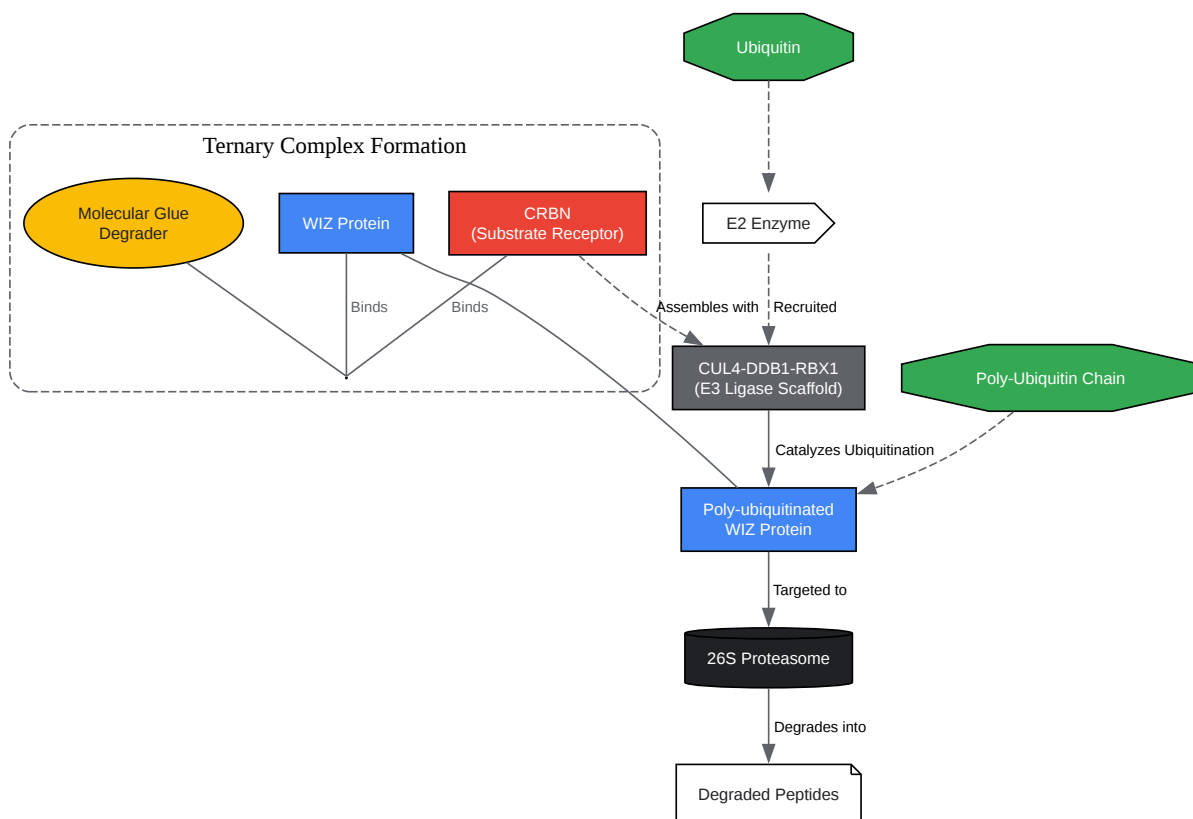 Ubiquitin
Ternary Complex Formation
Molecular Glue
Degrader
WIZ Protein
CRBN
(Substrate Receptor)
E2 Enzyme
Binds
Binds
Assembles with
Recruited
CUL4-DDB1-RBX1
(E3 Ligase Scaffold)
Poly-Ubiquitin Chain
Catalyzes Ubiquitination
Poly-ubiquitinated
WIZ Protein
Targeted to
26S Proteasome
Degrades into
Degraded Peptides